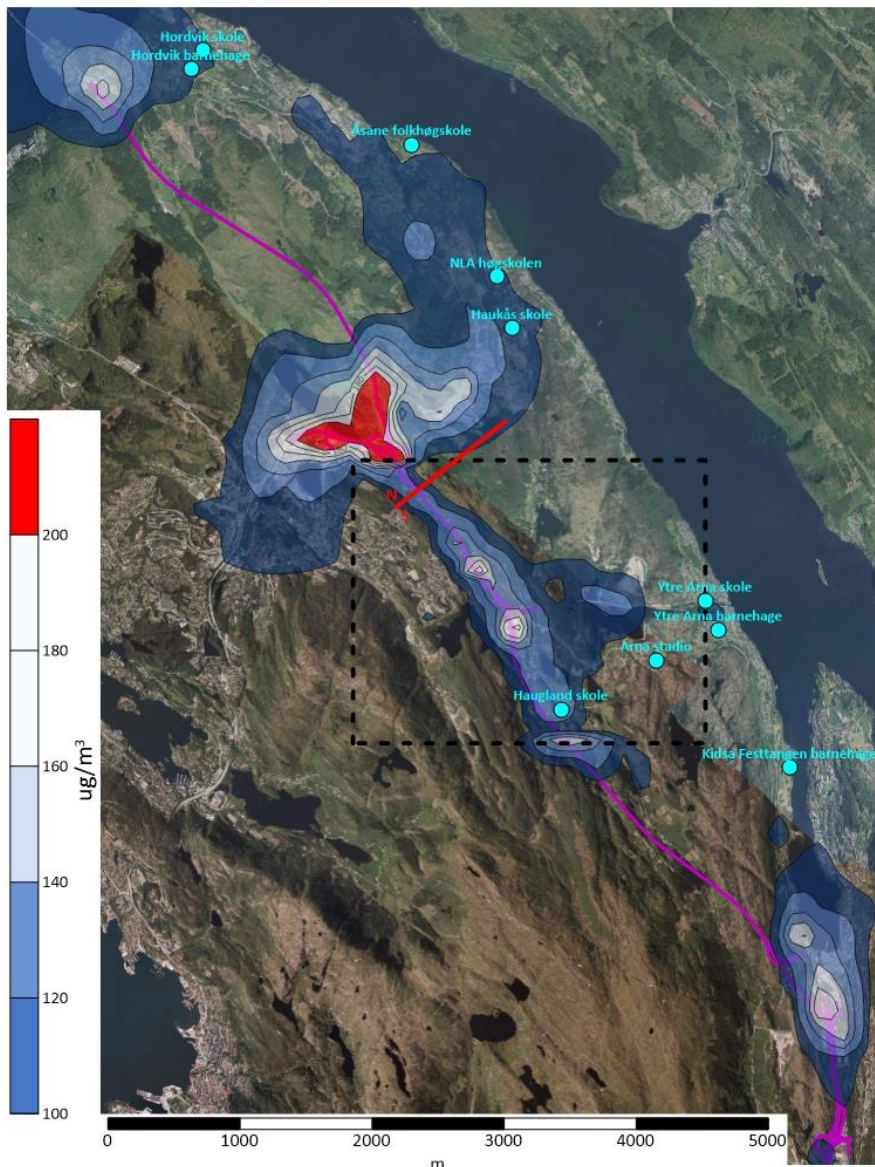 Hordvik skole
Hordvik barnehage
Åsane folkhøgskole
NLA høgskolen
Haukås skole
180
N
S
200
180
160
140
120
100
ug/m³
Ytre Arna skole
Ytre Arna barnehage
Arna stadio
Haugland skole
Kidsa Festtangen barnehage
0 1000 2000 3000 4000 5000
m